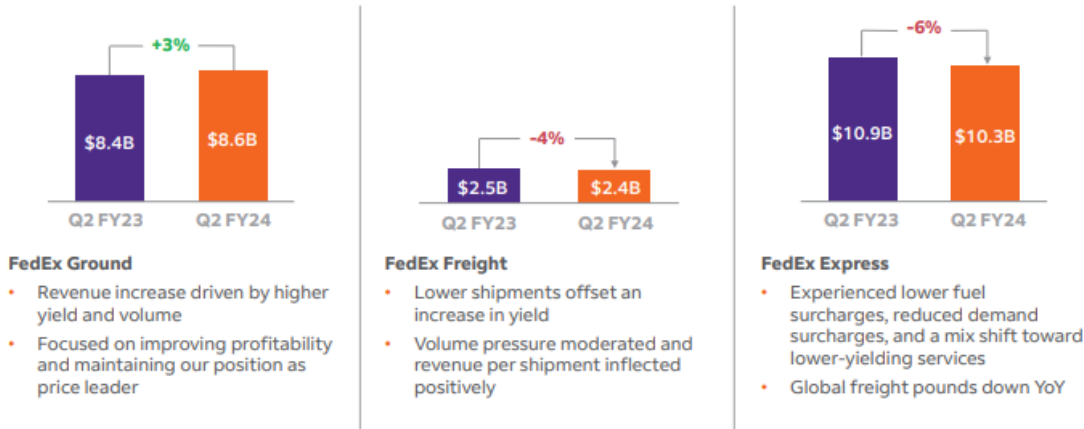 +3%
$8.4B
$8.6B
Q2 FY23
Q2 FY24
FedEx Ground
• Revenue increase driven by higher
yield and volume
• Focused on improving profitability
and maintaining our position as
price leader
-4%
$2.5B
$2.4B
Q2 FY23
Q2 FY24
FedEx Freight
• Lower shipments offset an
increase in yield
• Volume pressure moderated and
revenue per shipment inflected
positively
-6%
$10.9B
$10.3B
Q2 FY23
Q2 FY24
FedEx Express
• Experienced lower fuel
surcharges, reduced demand
surcharges, and a mix shift toward
lower-yielding services
• Global freight pounds down YoY